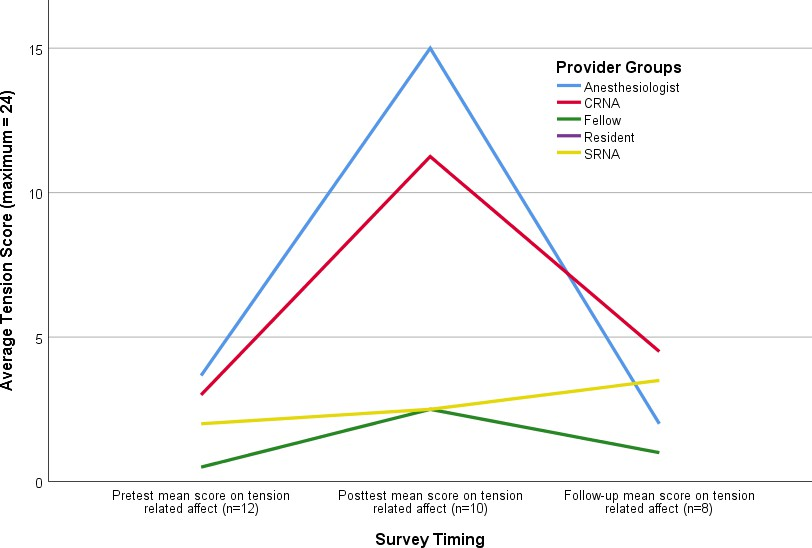 15
10
5
0
Average Tension Score (maximum = 24)
Provider Groups
Anesthesiologist
CRNA
Fellow
Resident
SRNA
Pretest mean score on tension
related affect (n=12)
Posttest mean score on tension
related affect (n=10)
Follow-up mean score on tension
related affect (n=8)
Survey Timing